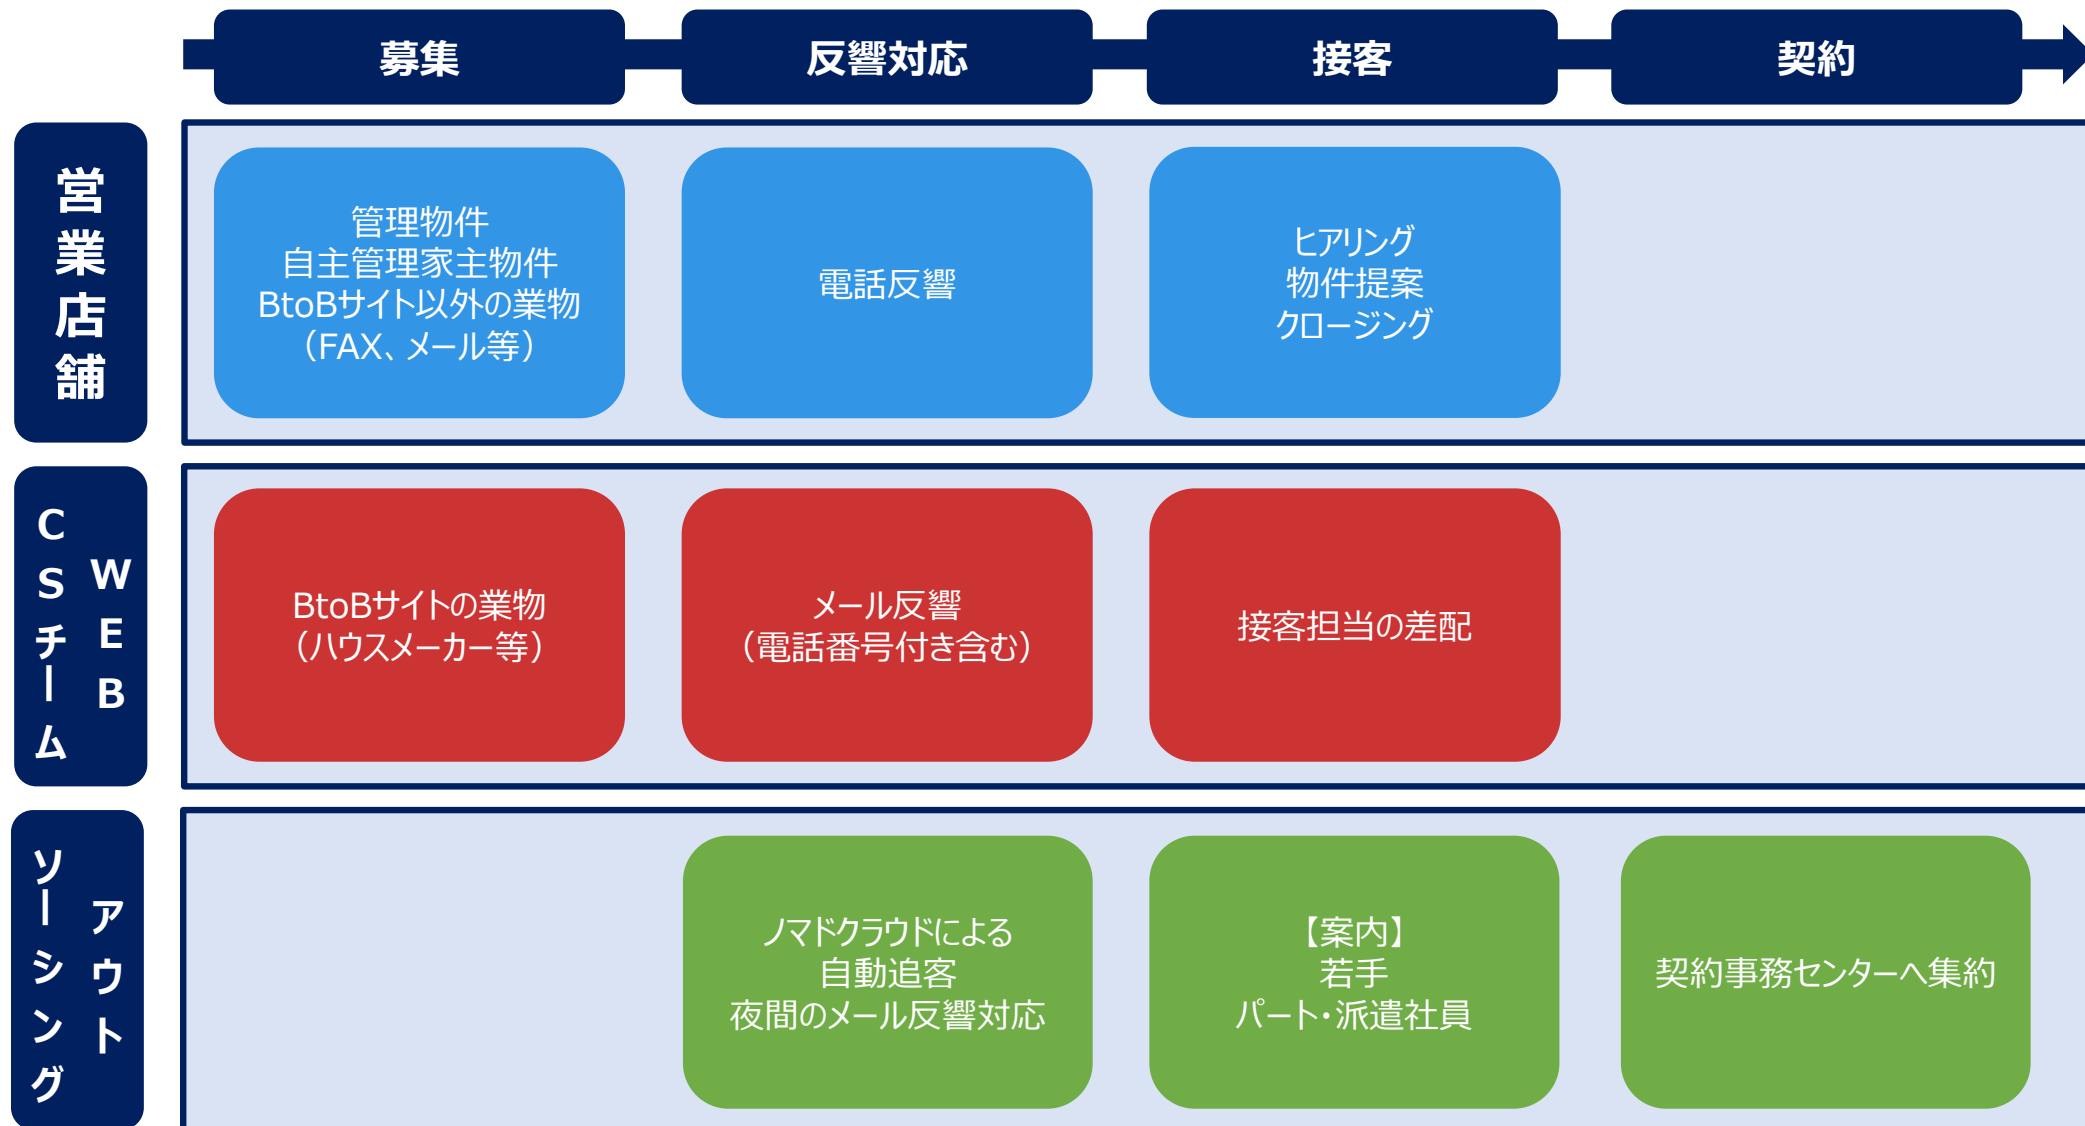 募集
反響対応
接客
契約
営業店舗
管理物件
自主管理家主物件
BtoBサイト以外の業物
（FAX、メール等）
電話反響
ヒアリング
物件提案
クロージング
WEB
CSチーム
BtoBサイトの業物
（ハウスメーカー等）
メール反響
（電話番号付き含む）
接客担当の差配
アウト
ソーシング
ノマドクラウドによる
自動追客
夜間のメール反響対応
【案内】
若手
パート・派遣社員
契約事務センターへ集約